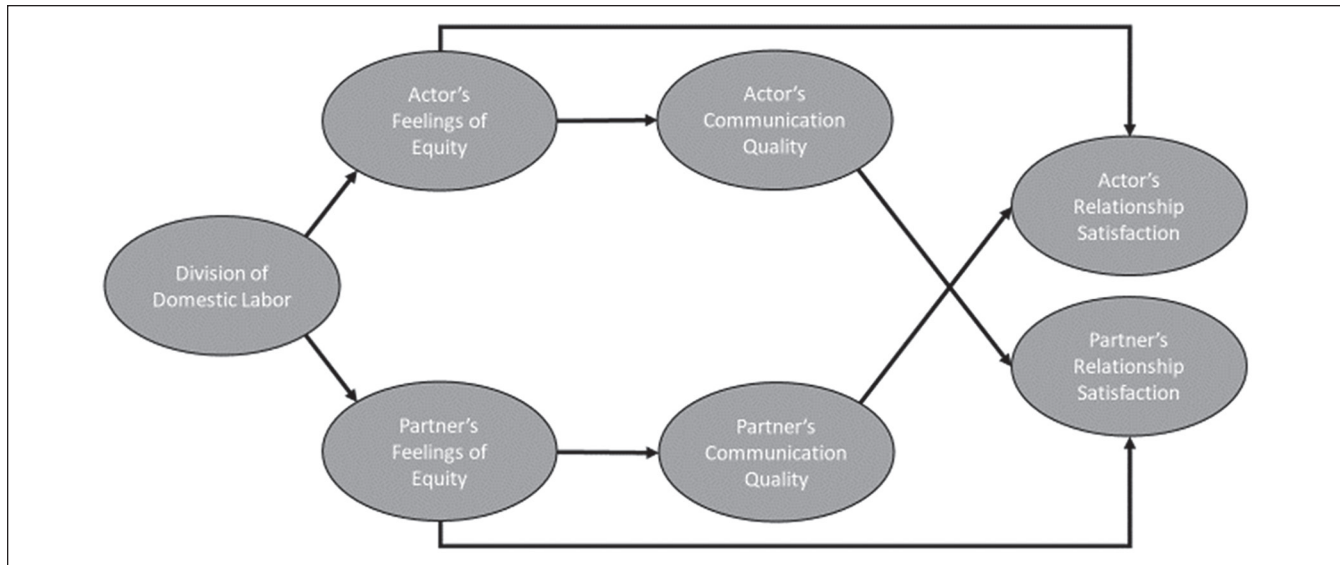 Actor's
Feelings of
Equity
Actor's
Communication
Quality
Actor's
Relationship
Satisfaction
Division of
Domestic Labor
Partner's
Relationship
Satisfaction
Partner's
Feelings of
Equity
Partner's
Communication
Quality